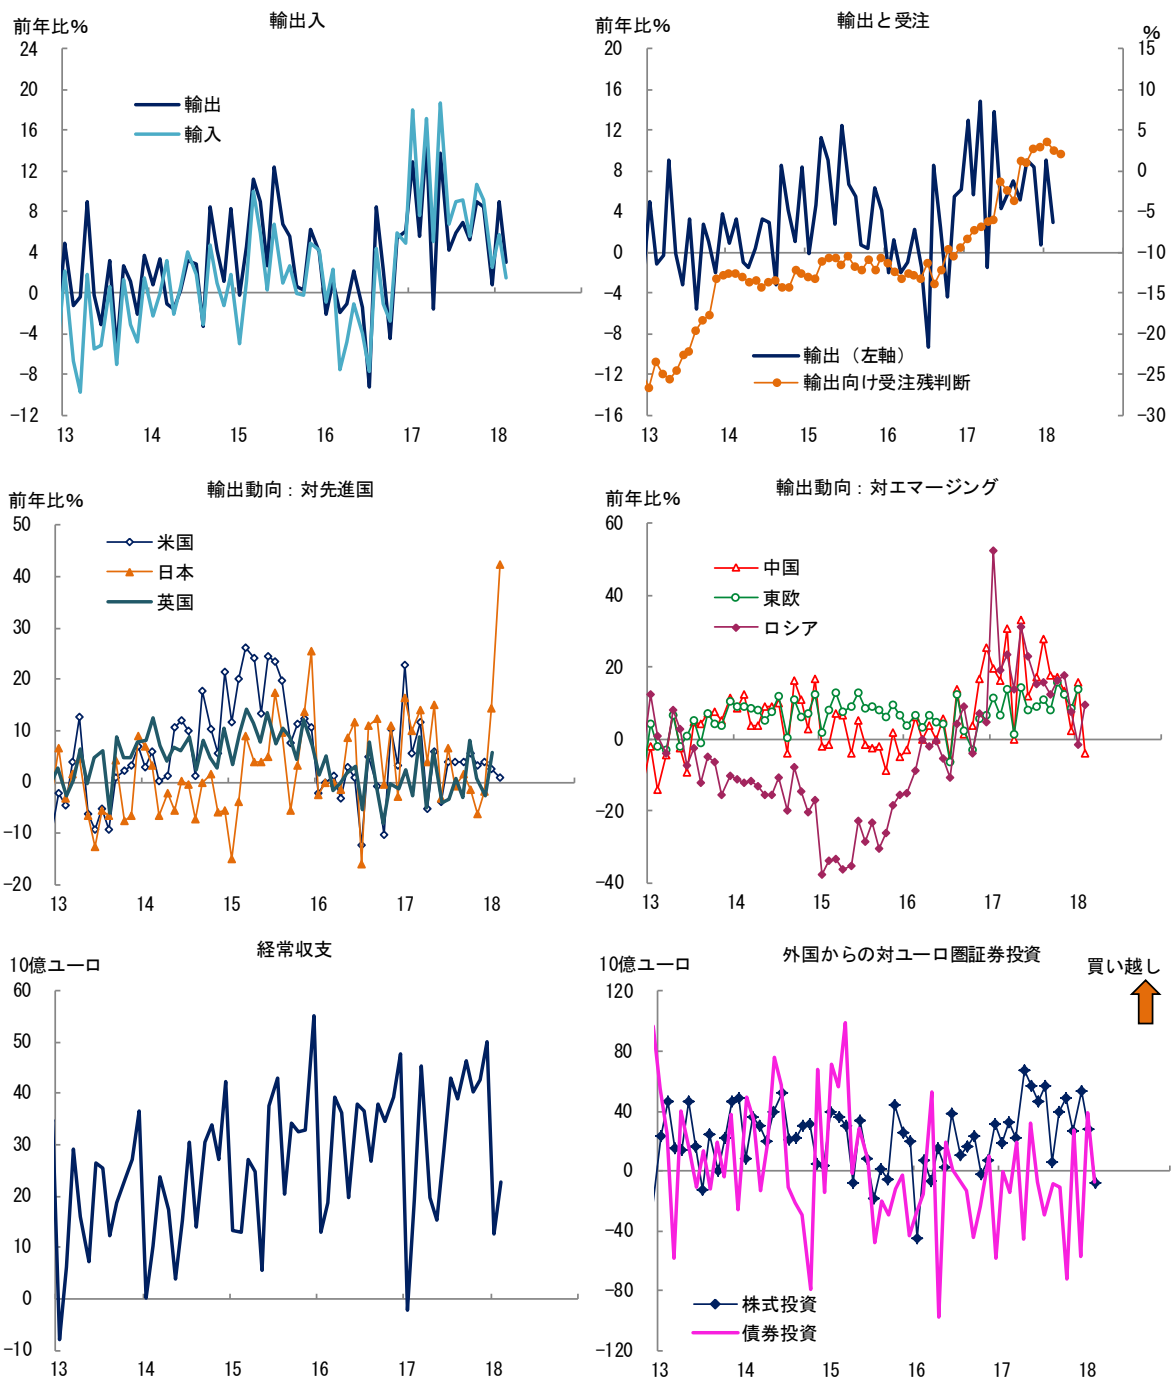 輸出入
前年比%
24
20
16
12
8
4
0
-4
-8
-12
輸出
輸入
13 14 15 16 17 18
輸出と受注
前年比%
%
20
16
12
8
4
0
-4
-8
-12
-16
15
10
5
0
-5
-10
-15
-20
-25
-30
輸出（左軸）
輸出向け受注残判断
13 14 15 16 17 18
輸出動向：対先進国
前年比%
50
40
30
20
10
0
-10
-20
米国
日本
英国
13 14 15 16 17 18
輸出動向：対エマージング
前年比%
60
40
20
0
-20
-40
中国
東欧
ロシア
13 14 15 16 17 18
経常収支
10億ユーロ
60
50
40
30
20
10
0
-10
13 14 15 16 17 18
外国からの対ユーロ圏証券投資
10億ユーロ
買い越し
120
80
40
0
-40
-80
-120
株式投資
債券投資
13 14 15 16 17 18